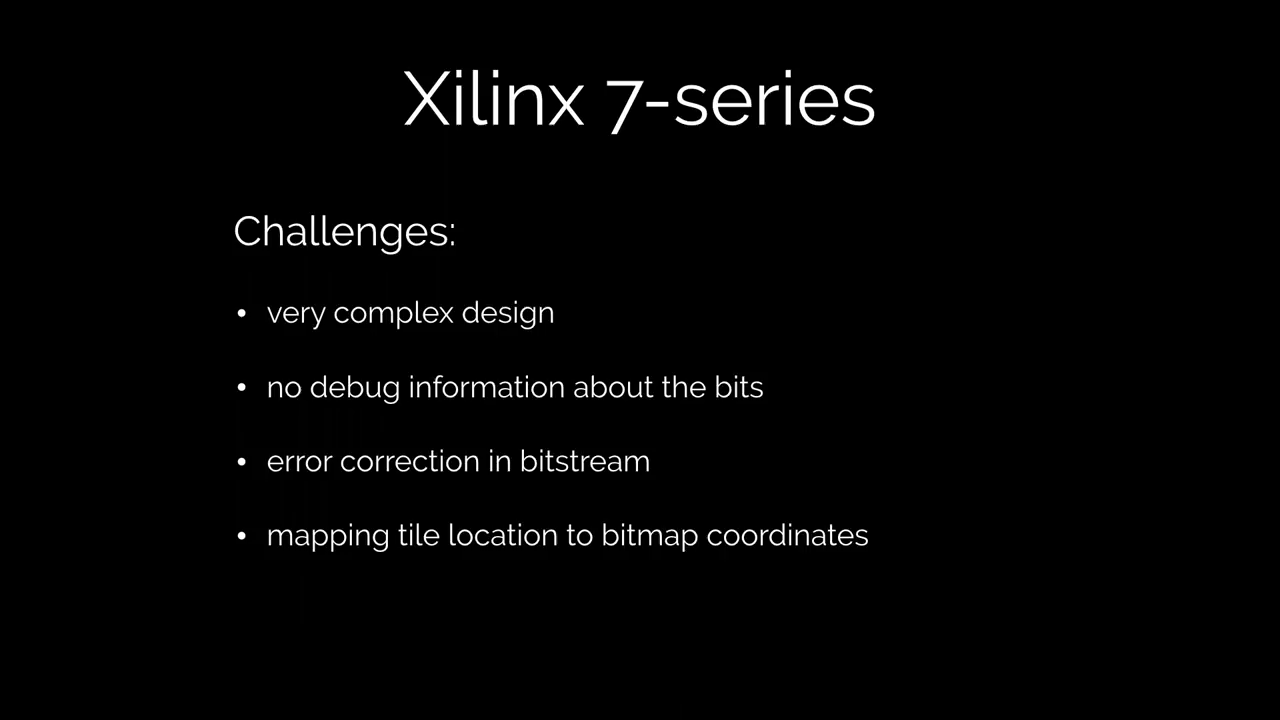 Xilinx 7-series
Challenges:
• very complex design
• no debug information about the bits
• error correction in bitstream
• mapping tile location to bitmap coordinates